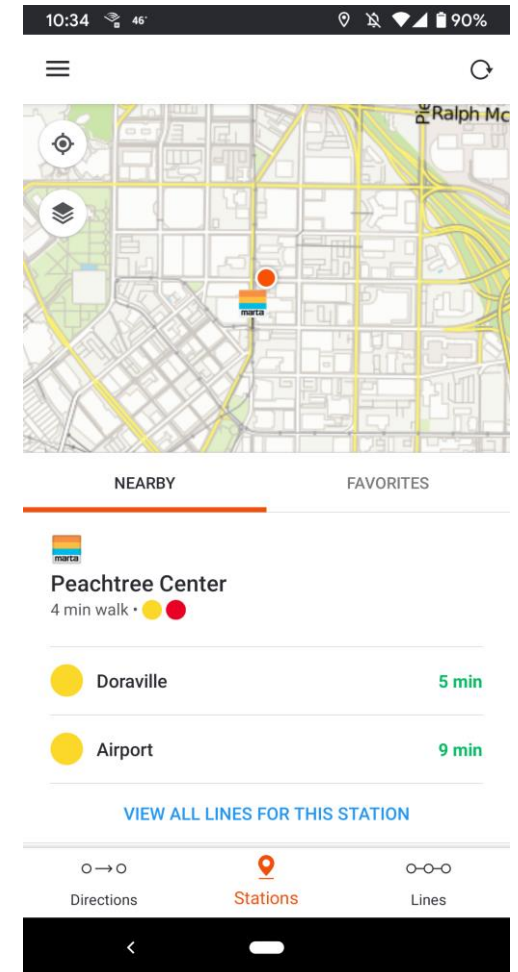 10:34 46° 90%
Pie
Ralph Mc
marta
NEARBY FAVORITES
marta
Peachtree Center
4 min walk •
Doraville 5 min
Airport 9 min
VIEW ALL LINES FOR THIS STATION
Directions Stations Lines